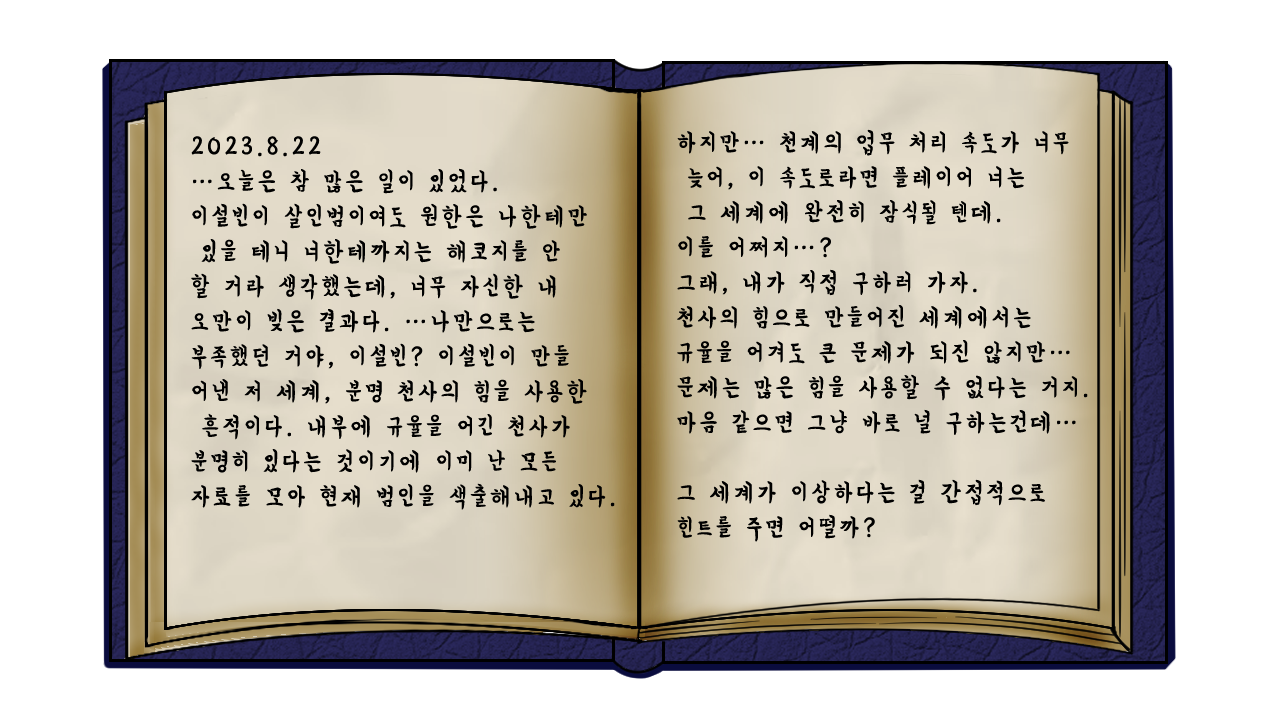 2023.8.22
…오늘은 참 많은 일이 있었다.
이설빈이 살인범이여도 원한은 나한테만
있을 테니 너한테까지는 해코지를 안
할 거라 생각했는데, 너무 자신한 내
오만이 빚은 결과다. …나만으로는
부족했던 거야, 이설빈? 이설빈이 만들
어낸 저 세계, 분명 천사의 힘을 사용한
흔적이다. 내부에 규율을 어긴 천사가
분명히 있다는 것이기에 이미 난 모든
자료를 모아 현재 범인을 색출해내고 있다.
하지만… 천계의 업무 처리 속도가 너무
늦어, 이 속도로라면 플레이어 너는
그 세계에 완전히 잠식될 텐데.
이를 어쩌지…?
그래, 내가 직접 구하러 가자.
천사의 힘으로 만들어진 세계에서는
규율을 어겨도 큰 문제가 되진 않지만…
문제는 많은 힘을 사용할 수 없다는 거지.
마음 같으면 그냥 바로 널 구하는건데…
그 세계가 이상하다는 걸 간접적으로
힌트를 주면 어떨까?